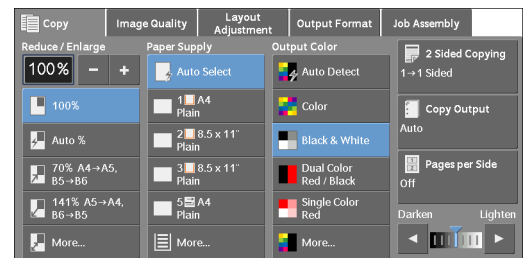 Copy
Image Quality
Layout
Adjustment
Output Format
Job Assembly
Reduce / Enlarge
100%
-
+
100%
Auto %
70% A4→A5,
B5→B6
141% A5→A4,
B6→B5
More...
Paper Supply
Auto Select
1 A4
Plain
2 8.5 x 11"
Plain
3 8.5 x 11"
Plain
5 A4
Plain
More...
Output Color
Auto Detect
Color
Black & White
Dual Color
Red / Black
Single Color
Red
More...
2 Sided Copying
1→1 Sided
Copy Output
Auto
Pages per Side
Off
Darken Lighten